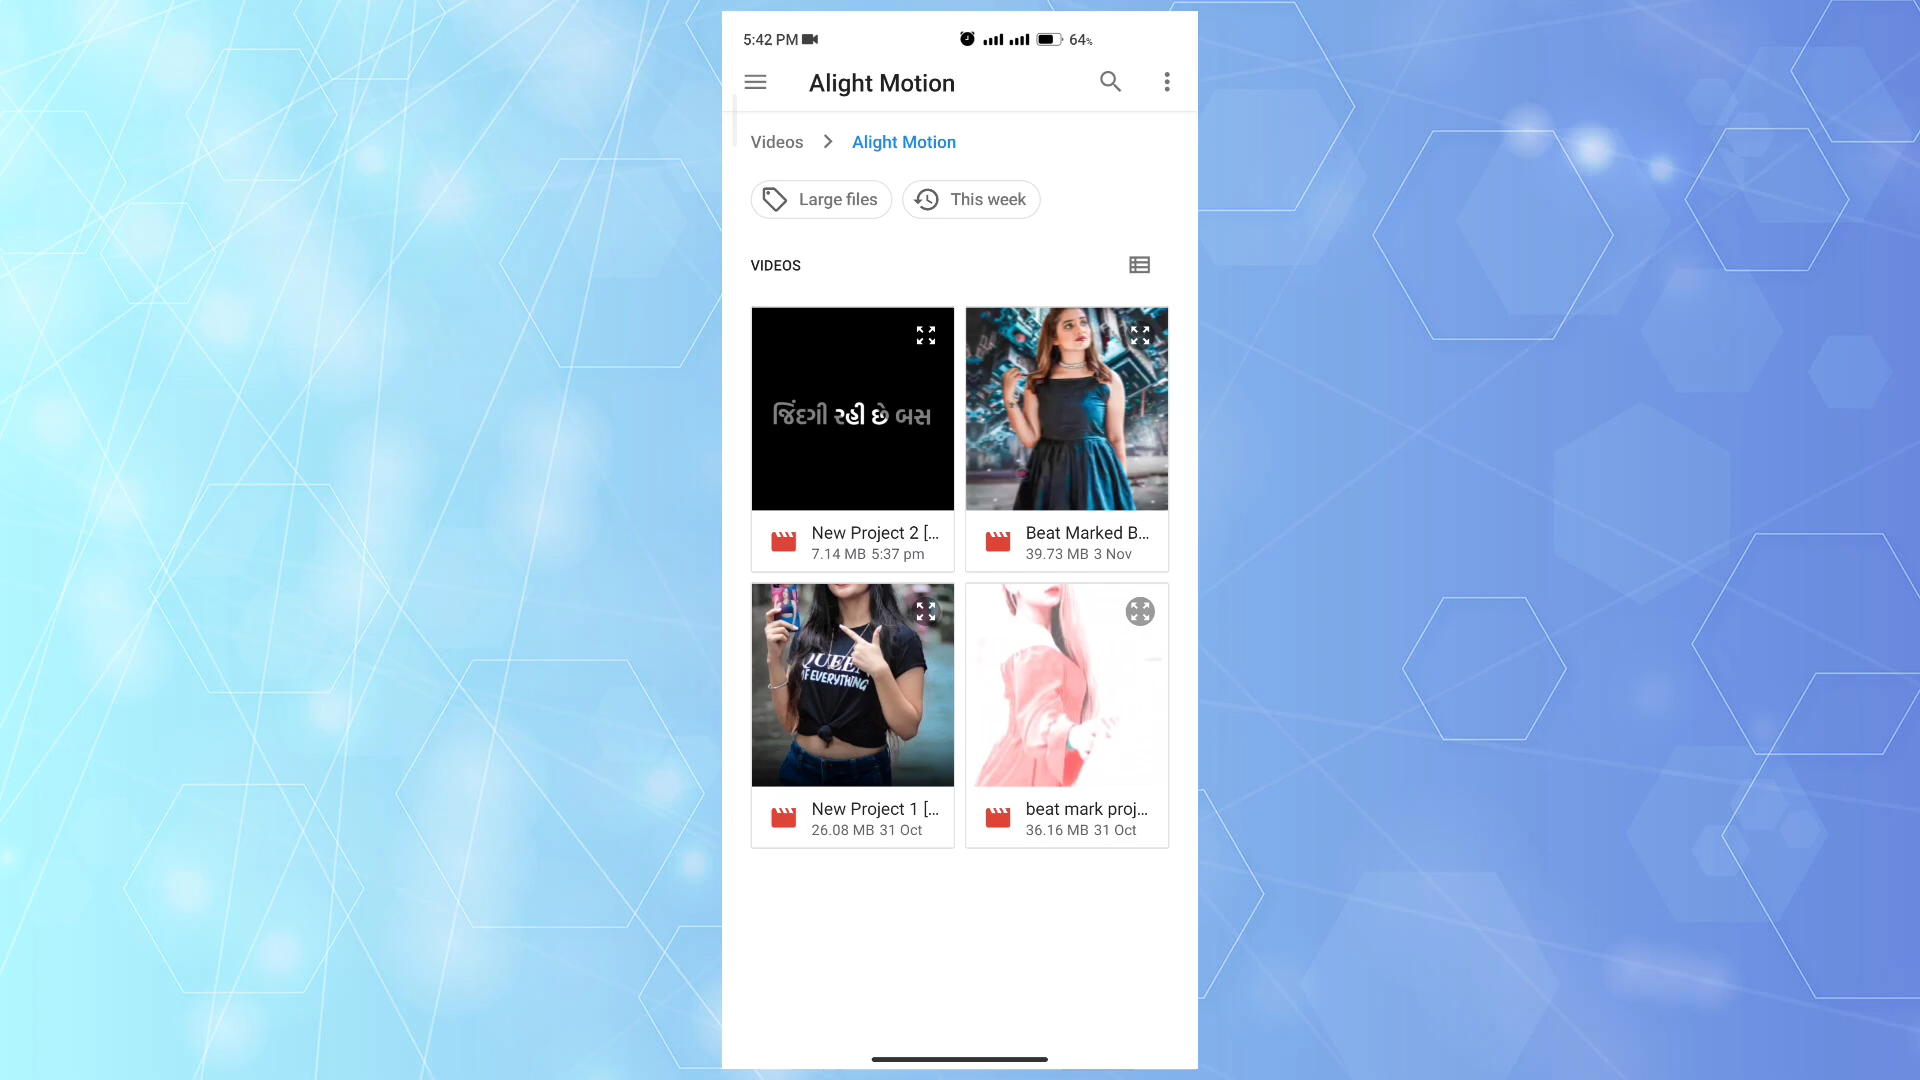 5:42 PM
64%
Alight Motion
Videos > Alight Motion
Large files
This week
VIDEOS
જિંદગી રહી છે બસ
New Project 2 [...
7.14 MB 5:37 pm
Beat Marked B...
39.73 MB 3 Nov
QUEEN
OF EVERYTHING
New Project 1 [...
26.08 MB 31 Oct
beat mark proj...
36.16 MB 31 Oct